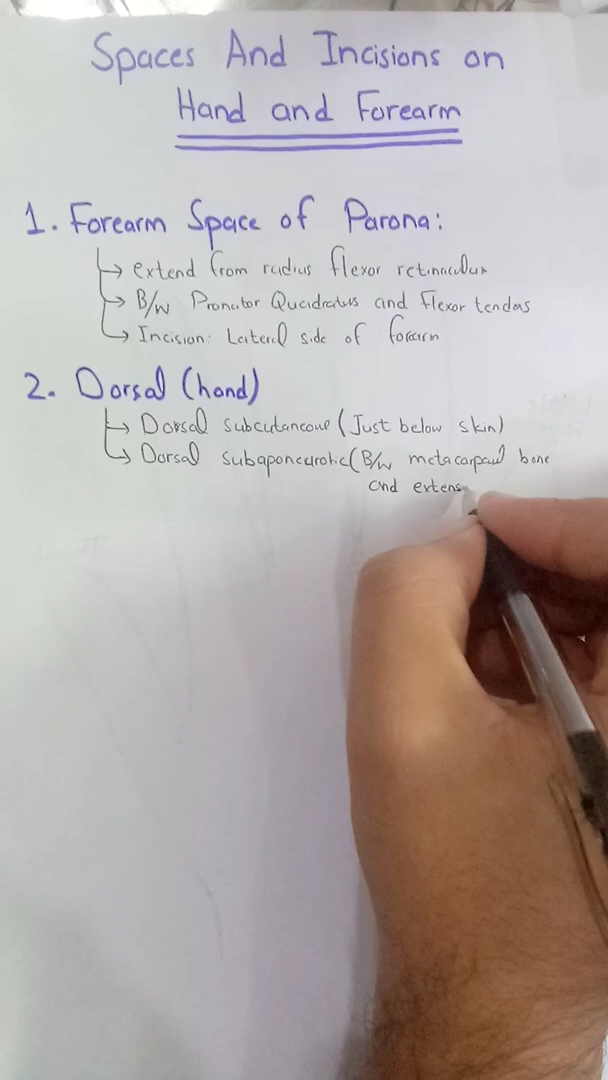 Spaces And Incisions on
Hand and Forearm
1. Forearm Space of Parona:
extend from radius flexor retinaculum
B/W Pronator Quadratus and Flexor tendons
Incision: Lateral side of forearm
2. Dorsal (hand)
Dorsal Subcutaneous (Just below skin)
Dorsal Subaponeurotic (B/W metacarpal bone
and extens